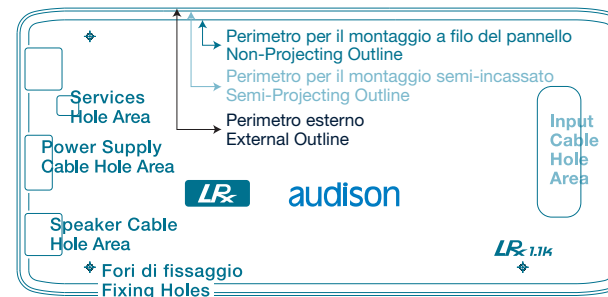 Perimetro per il montaggio a filo del pannello
Non-Projecting Outline
Perimetro per il montaggio semi-incassato
Semi-Projecting Outline
Perimetro esterno
External Outline
Services
Hole Area
Power Supply
Cable Hole Area
Input
Cable
Hole
Area
LRx audison
Speaker Cable
Hole Area
LRx 1.1K
Fori di fissaggio
Fixing Holes